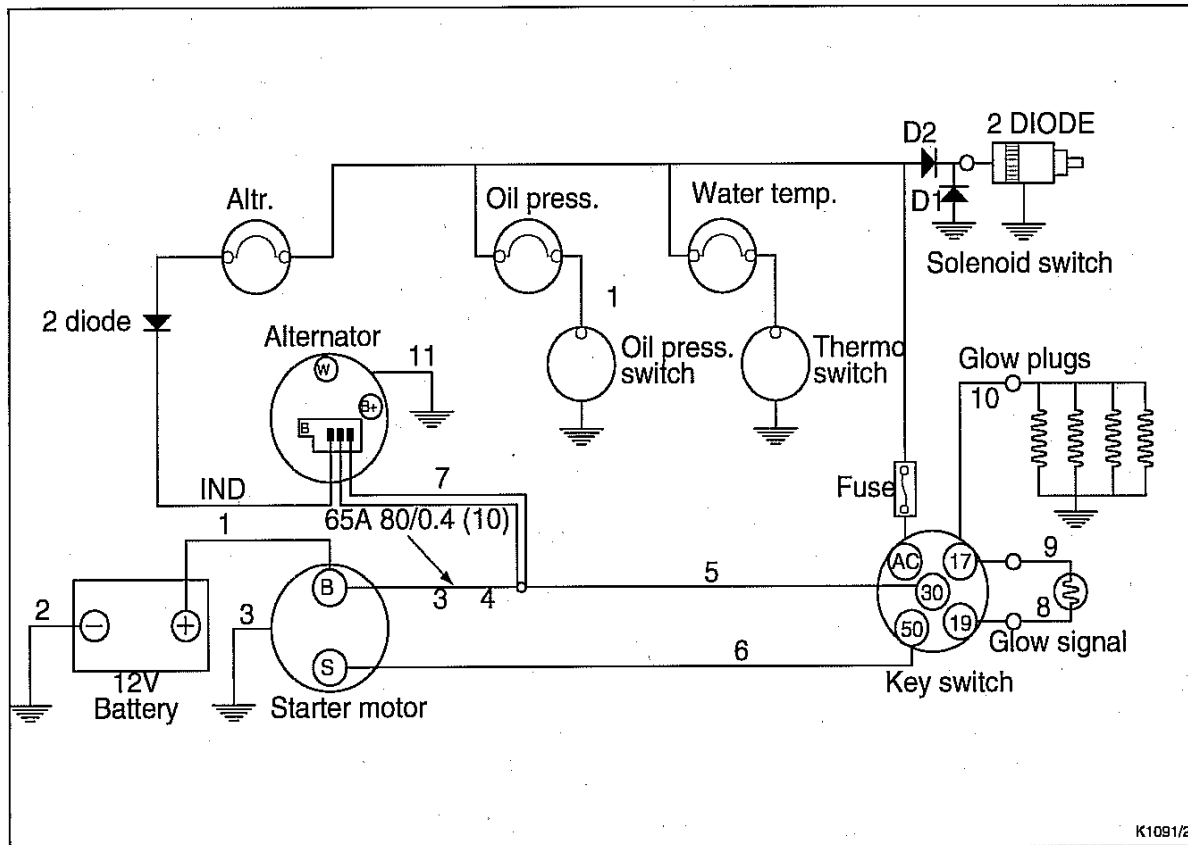 D2
2 DIODE
D1
Solenoid switch
Altr.
Oil press.
Water temp.
2 diode
Alternator
W
B+
B
11
1
Oil press.
switch
Thermo
switch
Glow plugs
10
IND
1
7
65A 80/0.4 (10)
Fuse
AC
17
30
50
19
9
8
Glow signal
Key switch
2
−
+
12V
Battery
3
B
S
Starter motor
3
4
5
6
K1091/2